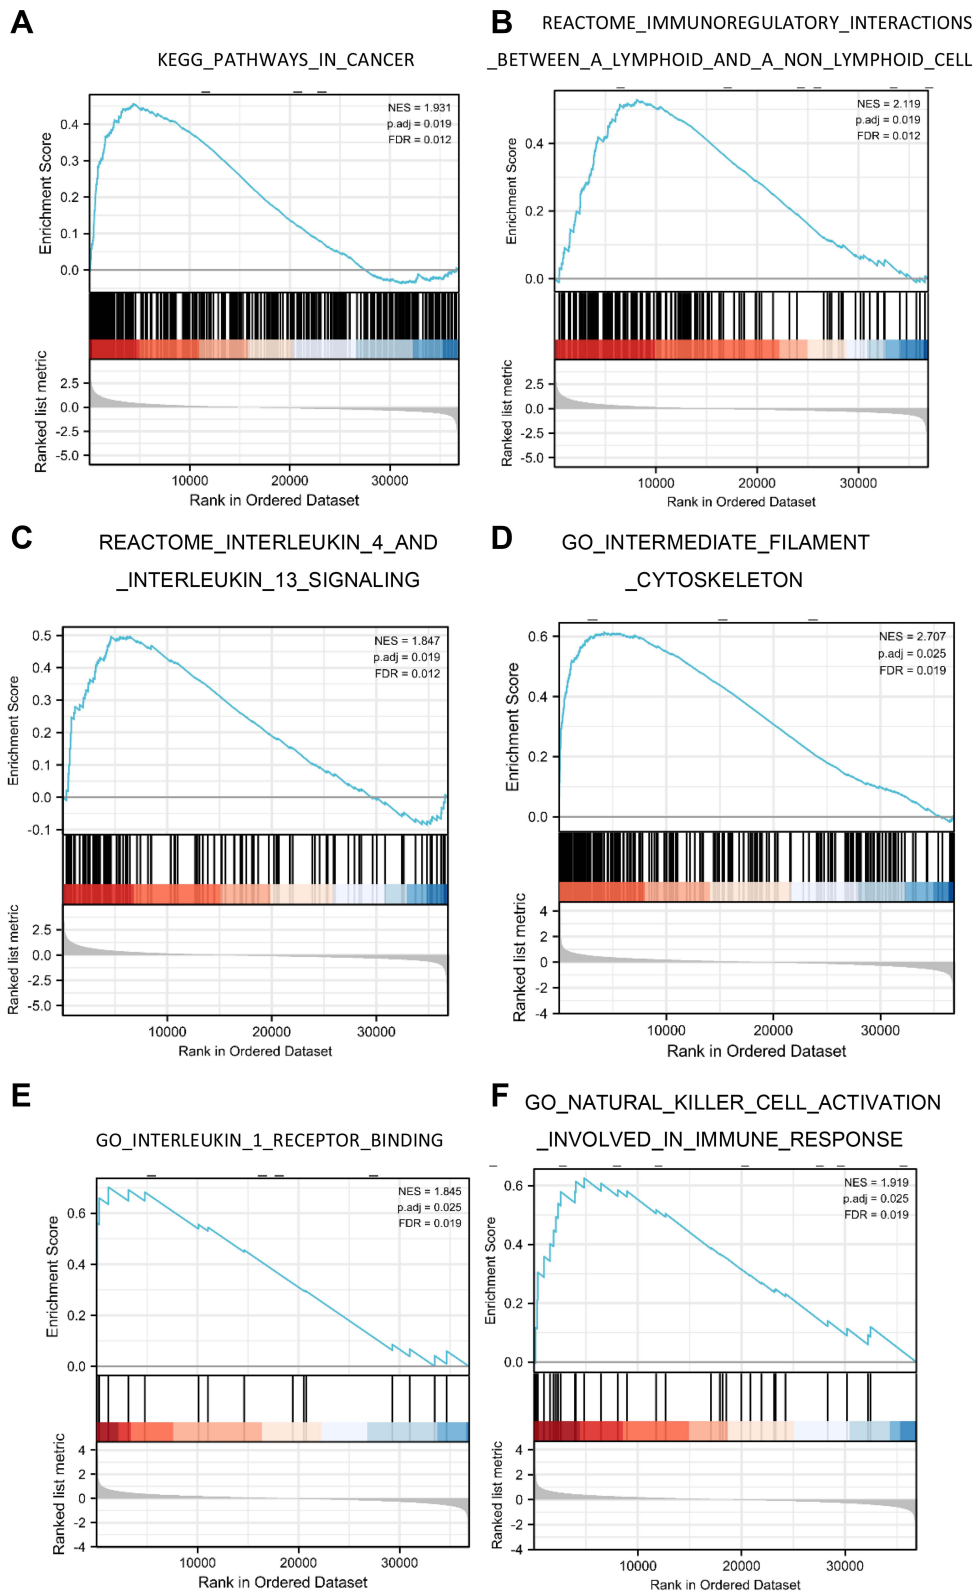 A
KEGG_PATHWAYS_IN_CANCER
NES = 1.931
p.adj = 0.019
FDR = 0.012
Enrichment Score
0.4
0.3
0.2
0.1
0.0
Ranked list metric
2.5
0.0
-2.5
-5.0
10000 20000 30000
Rank in Ordered Dataset
B
REACTOME_IMMUNOREGULATORY_INTERACTIONS
_BETWEEN_A_LYMPHOID_AND_A_NON_LYMPHOID_CELL
NES = 2.119
p.adj = 0.019
FDR = 0.012
Enrichment Score
0.4
0.2
0.0
Ranked list metric
2.5
0.0
-2.5
-5.0
10000 20000 30000
Rank in Ordered Dataset
C
REACTOME_INTERLEUKIN_4_AND
_INTERLEUKIN_13_SIGNALING
NES = 1.847
p.adj = 0.019
FDR = 0.012
Enrichment Score
0.5
0.4
0.3
0.2
0.1
0.0
-0.1
Ranked list metric
2.5
0.0
-2.5
-5.0
10000 20000 30000
Rank in Ordered Dataset
D
GO_INTERMEDIATE_FILAMENT
_CYTOSKELETON
NES = 2.707
p.adj = 0.025
FDR = 0.019
Enrichment Score
0.6
0.4
0.2
0.0
Ranked list metric
4
2
0
-2
-4
10000 20000 30000
Rank in Ordered Dataset
E
GO_INTERLEUKIN_1_RECEPTOR_BINDING
NES = 1.845
p.adj = 0.025
FDR = 0.019
Enrichment Score
0.6
0.4
0.2
0.0
Ranked list metric
4
2
0
-2
-4
10000 20000 30000
Rank in Ordered Dataset
F
GO_NATURAL_KILLER_CELL_ACTIVATION
_INVOLVED_IN_IMMUNE_RESPONSE
NES = 1.919
p.adj = 0.025
FDR = 0.019
Enrichment Score
0.6
0.4
0.2
0.0
Ranked list metric
4
2
0
-2
-4
10000 20000 30000
Rank in Ordered Dataset